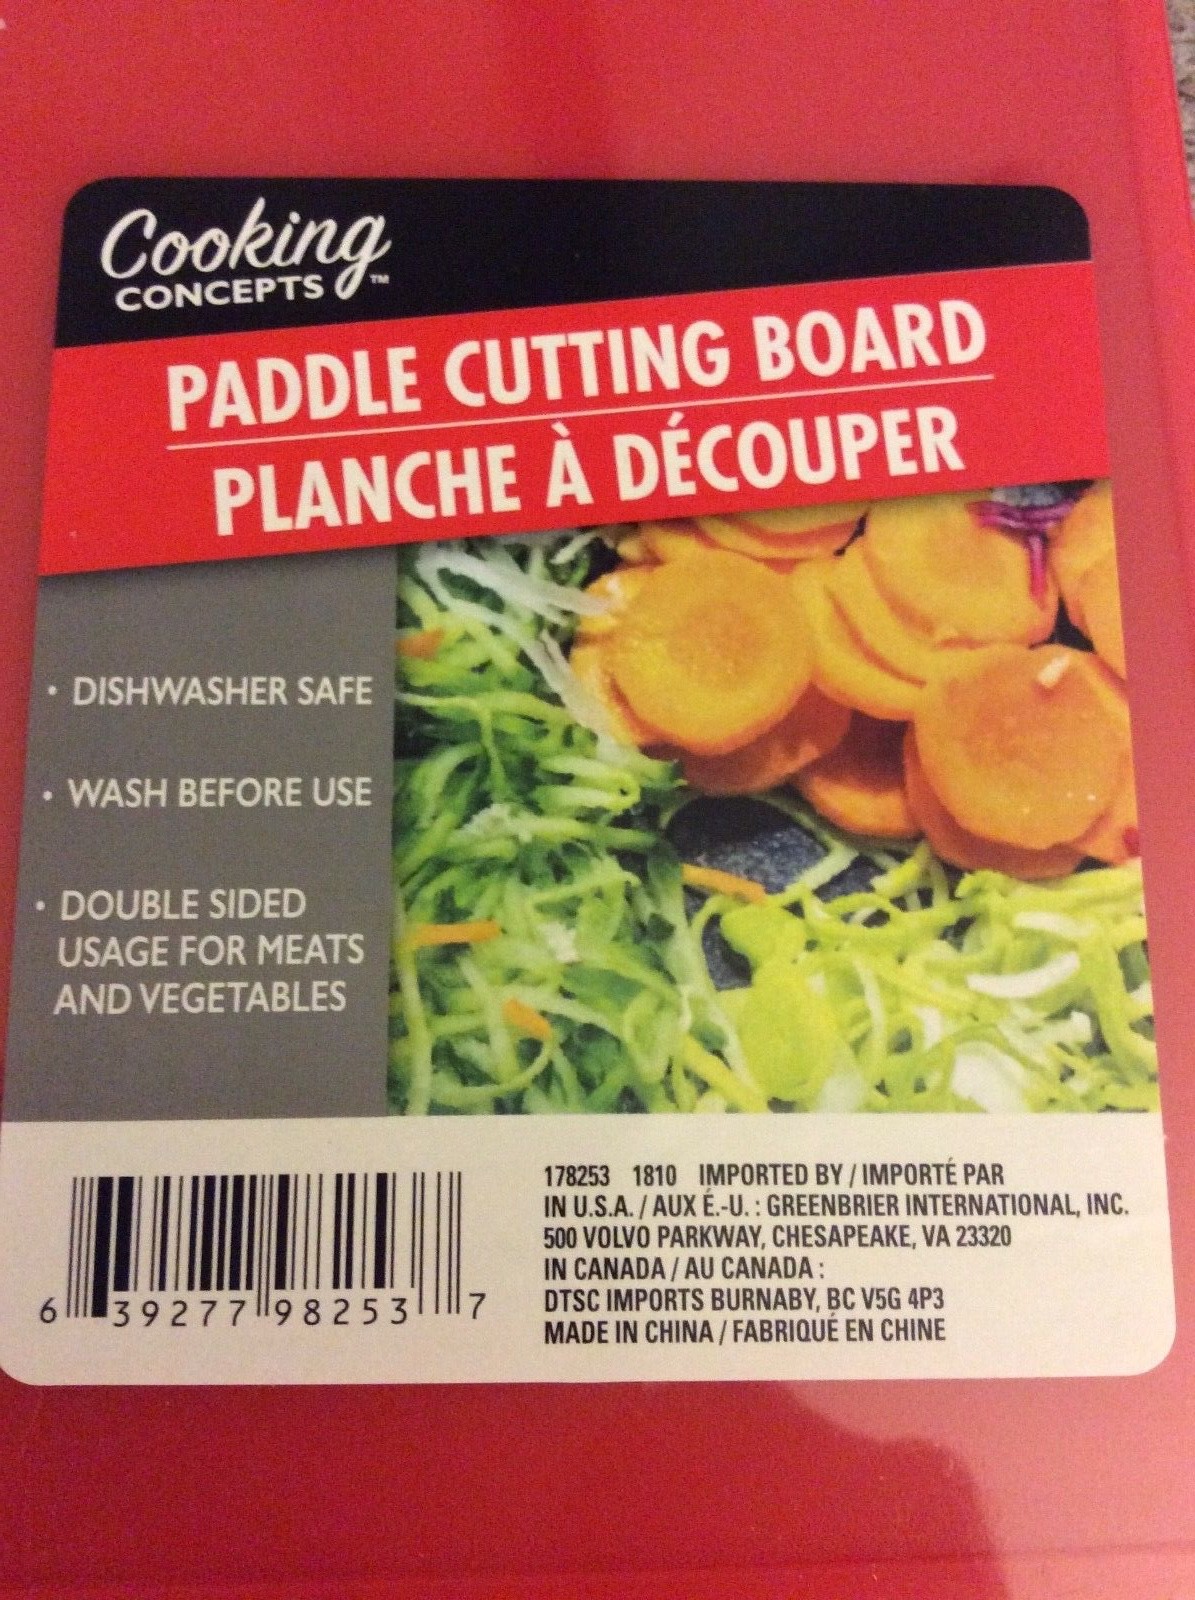 Cooking
CONCEPTS™
PADDLE CUTTING BOARD
PLANCHE À DÉCOUPER
• DISHWASHER SAFE
• WASH BEFORE USE
• DOUBLE SIDED
USAGE FOR MEATS
AND VEGETABLES
6 39277 98253 7
178253 1810 IMPORTED BY / IMPORTÉ PAR
IN U.S.A. / AUX É.-U. : GREENBRIER INTERNATIONAL, INC.
500 VOLVO PARKWAY, CHESAPEAKE, VA 23320
IN CANADA / AU CANADA :
DTSC IMPORTS BURNABY, BC V5G 4P3
MADE IN CHINA / FABRIQUÉ EN CHINE